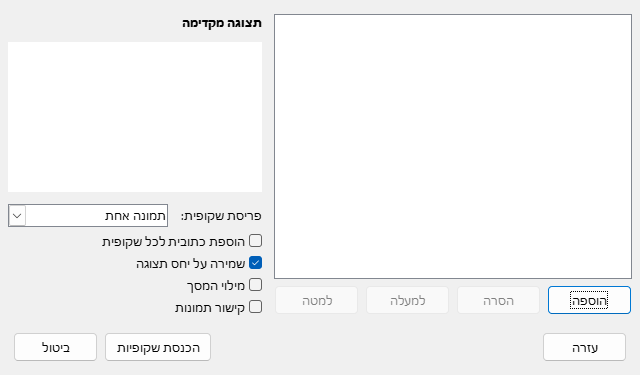 תצוגה מקדימה
פריסת שקופית: תמונה אחת
הוספת כתובית לכל שקופית
שמירה על יחס תצוגה
מילוי המסך
קישור תמונות
הוספה הסרה למעלה למטה
עזרה הכנסת שקופיות ביטול